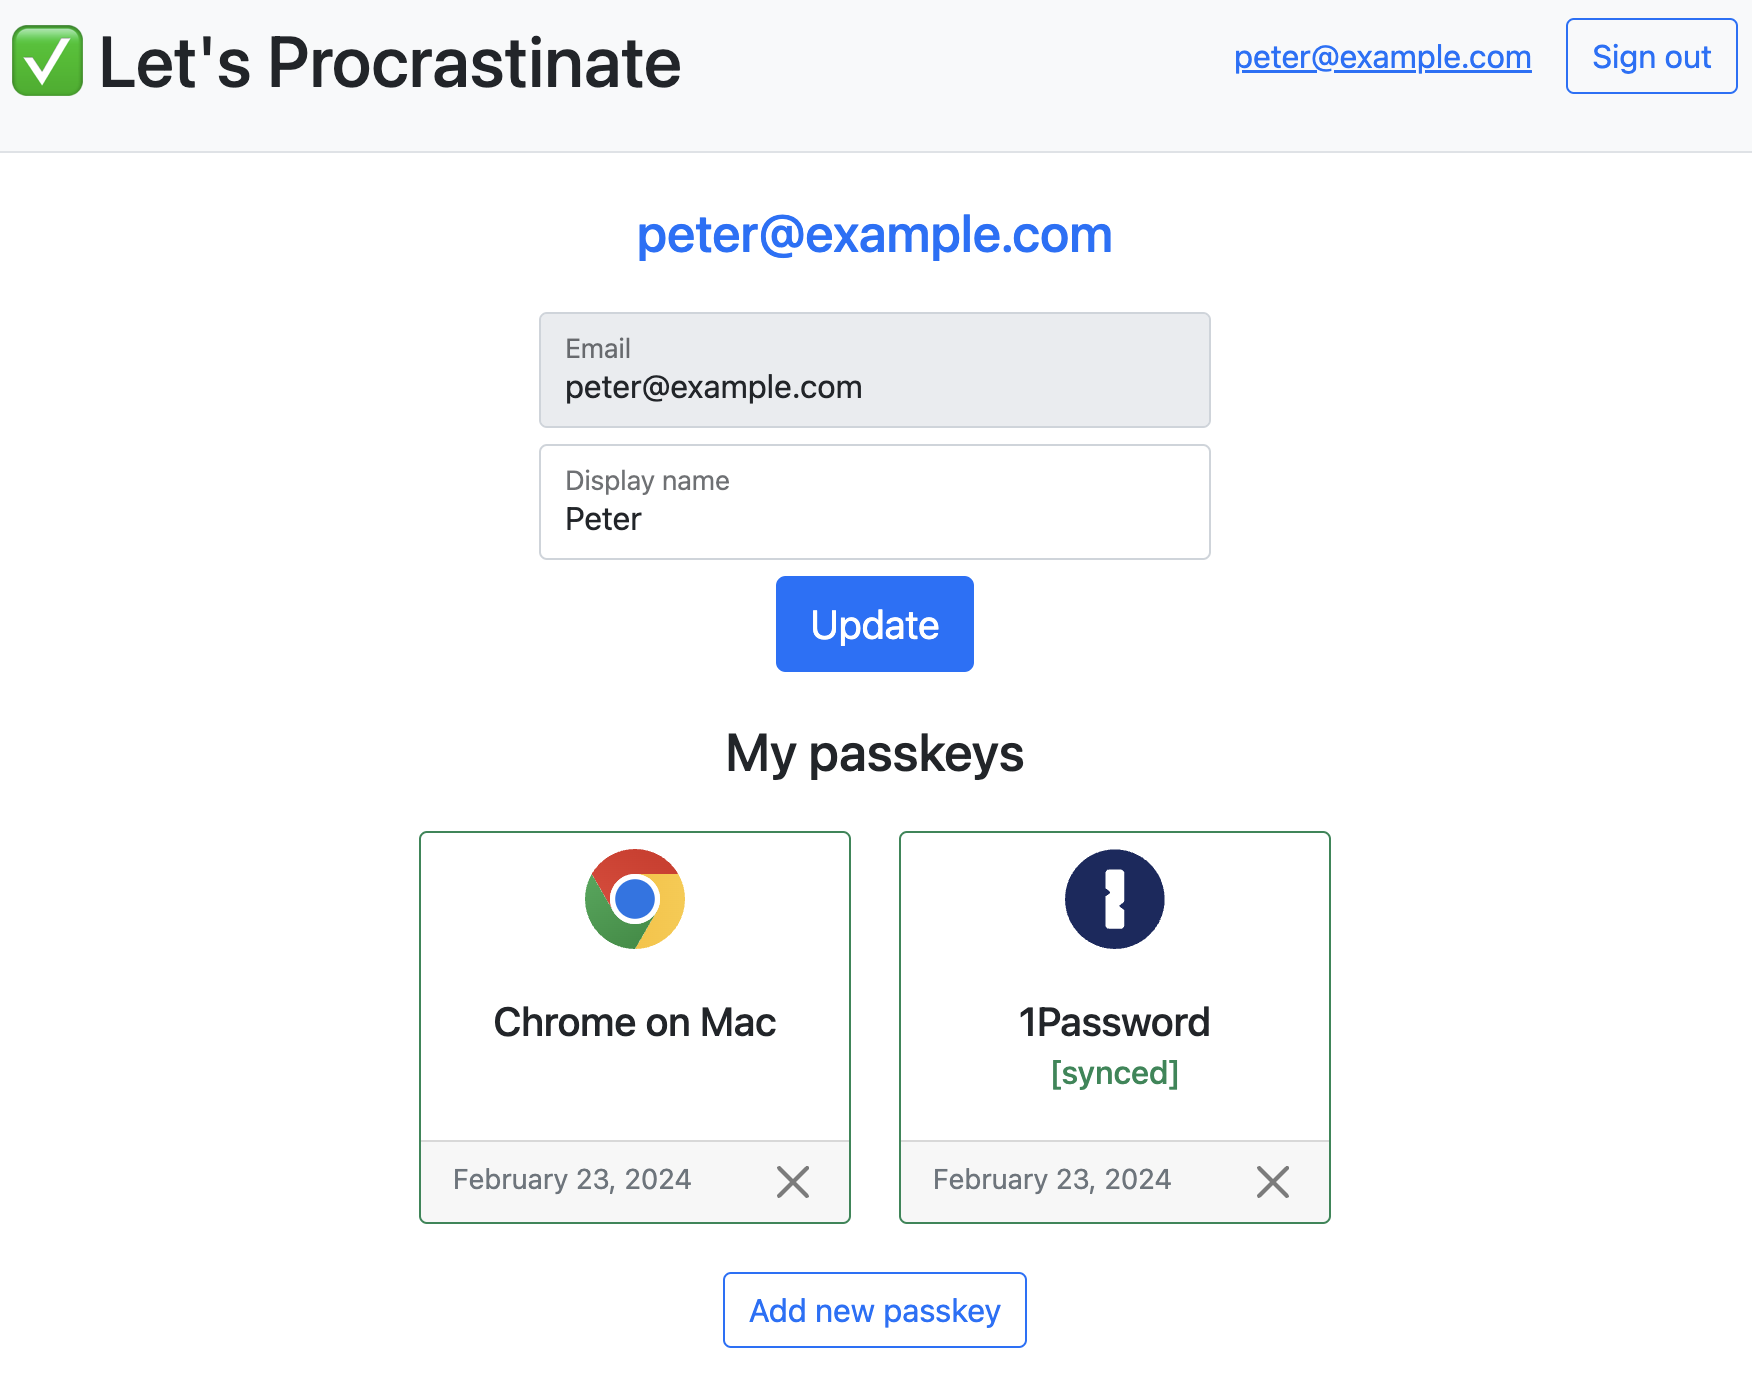 Let's Procrastinate
peter@example.com
Sign out
peter@example.com
Email
peter@example.com
Display name
Peter
Update
My passkeys
Chrome on Mac
February 23, 2024
1Password
[synced]
February 23, 2024
Add new passkey